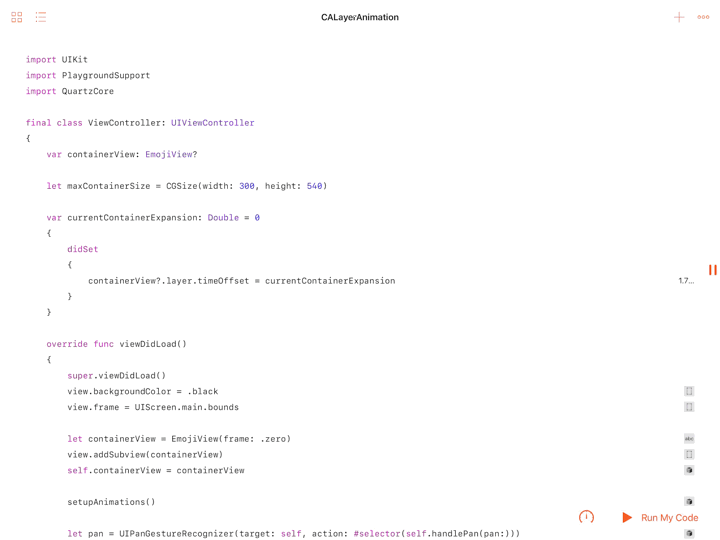 CALayerAnimation
import UIKit
import PlaygroundSupport
import QuartzCore
final class ViewController: UIViewController
{
var containerView: EmojiView?
let maxContainerSize = CGSize(width: 300, height: 540)
var currentContainerExpansion: Double = 0
{
didSet
{
containerView?.layer.timeOffset = currentContainerExpansion
1.7...
}
}
override func viewDidLoad()
{
super.viewDidLoad()
view.backgroundColor = .black
view.frame = UIScreen.main.bounds
let containerView = EmojiView(frame: .zero)
abc
view.addSubview(containerView)
self.containerView = containerView
setupAnimations()
Run My Code
let pan = UIPanGestureRecognizer(target: self, action: #selector(self.handlePan(pan:)))